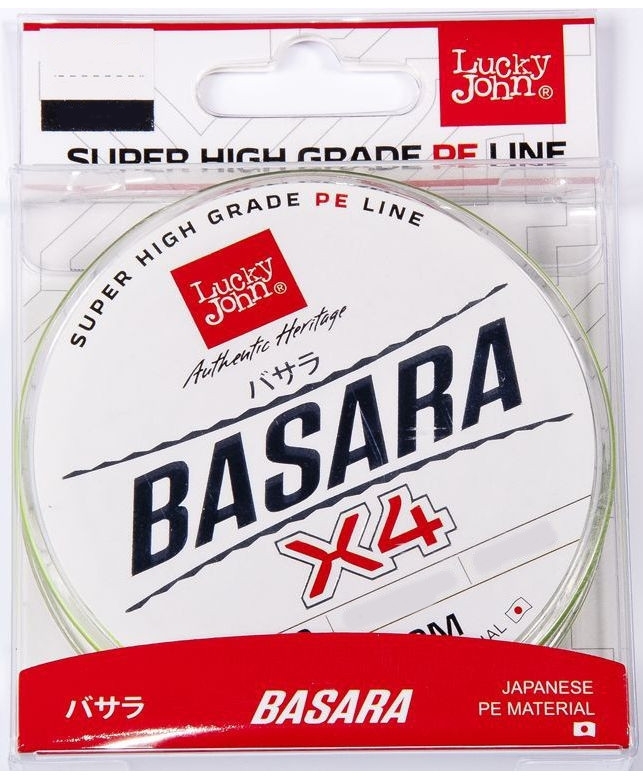 Lucky
John®
SUPER HIGH GRADE PE LINE
SUPER HIGH GRADE PE LINE
Lucky
John®
Authentic Heritage
バサラ
BASARA
X4
バサラ
BASARA
JAPANESE
PE MATERIAL